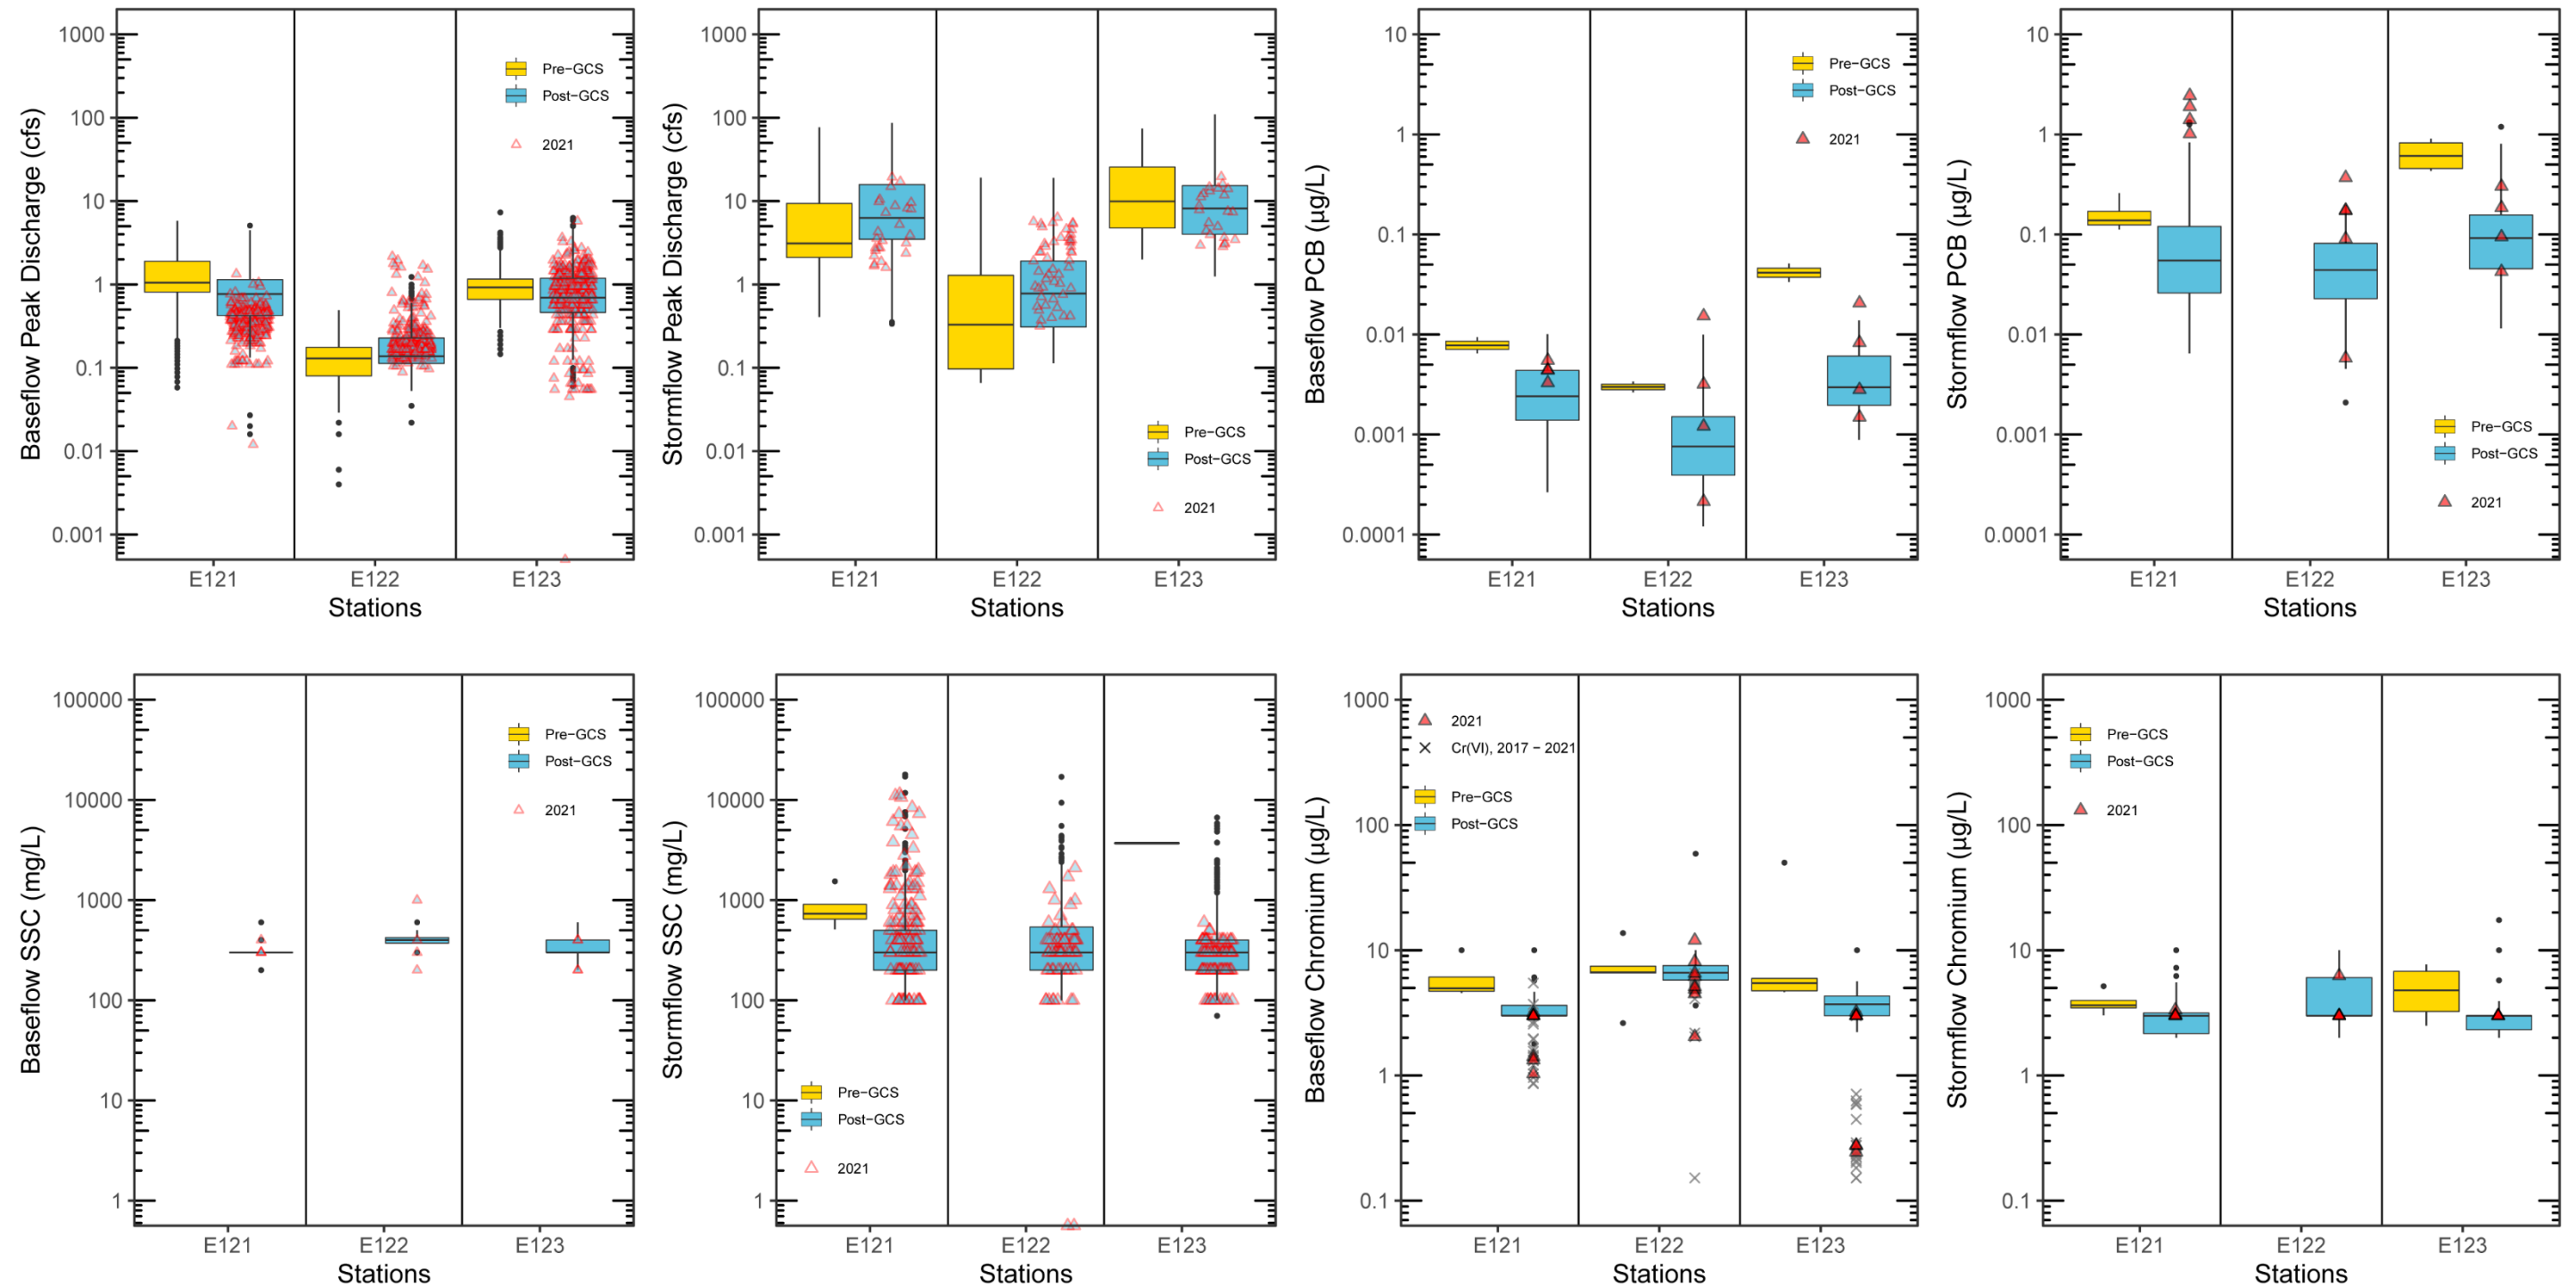 Baseflow Peak Discharge (cfs)
1000
100
10
1
0.1
0.01
0.001
Pre−GCS
Post−GCS
2021
E121 E122 E123
Stations
Stormflow Peak Discharge (cfs)
1000
100
10
1
0.1
0.01
0.001
Pre−GCS
Post−GCS
2021
E121 E122 E123
Stations
Baseflow PCB (µg/L)
10
1
0.1
0.01
0.001
0.0001
Pre−GCS
Post−GCS
2021
E121 E122 E123
Stations
Stormflow PCB (µg/L)
10
1
0.1
0.01
0.001
0.0001
Pre−GCS
Post−GCS
2021
E121 E122 E123
Stations
Baseflow SSC (mg/L)
100000
10000
1000
100
10
1
Pre−GCS
Post−GCS
2021
E121 E122 E123
Stations
Stormflow SSC (mg/L)
100000
10000
1000
100
10
1
Pre−GCS
Post−GCS
2021
E121 E122 E123
Stations
Baseflow Chromium (µg/L)
1000
100
10
1
0.1
2021
Cr(VI), 2017 − 2021
Pre−GCS
Post−GCS
E121 E122 E123
Stations
Stormflow Chromium (µg/L)
1000
100
10
1
0.1
Pre−GCS
Post−GCS
2021
E121 E122 E123
Stations